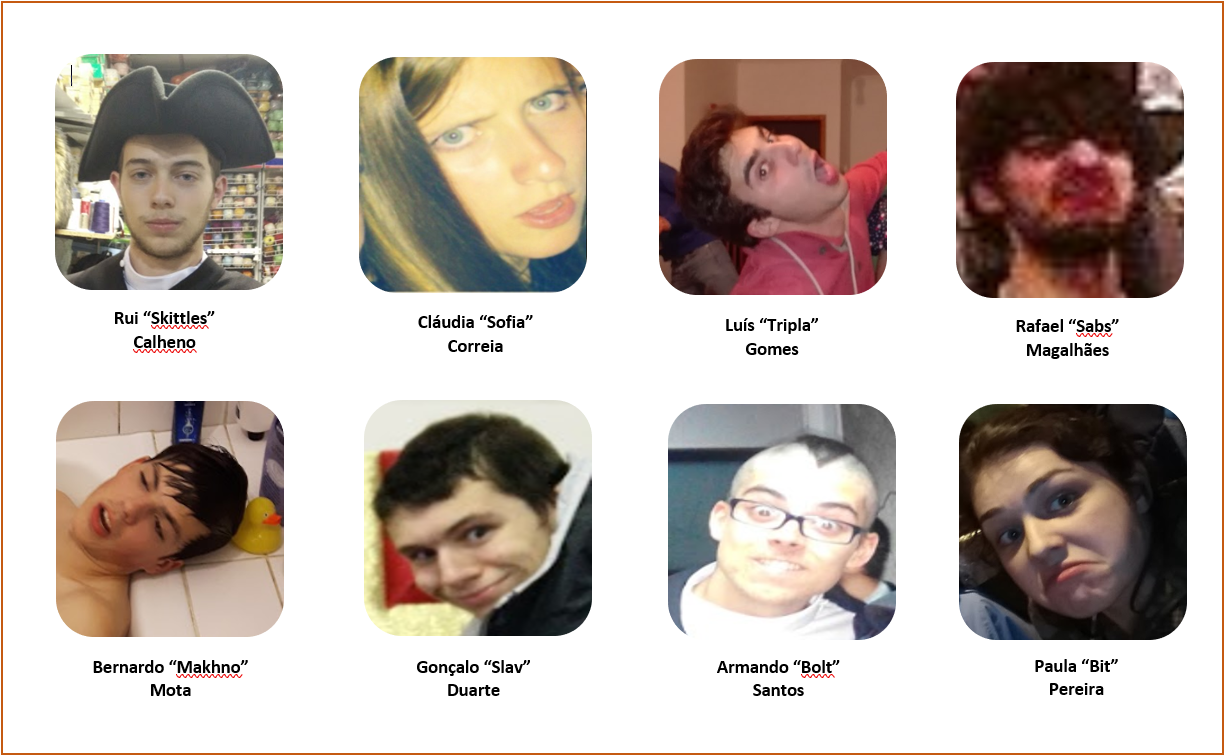 Rui “Skittles”
Calheno
Cláudia “Sofia”
Correia
Luís “Tripla”
Gomes
Rafael “Sabs”
Magalhães
Bernardo “Makhno”
Mota
Gonçalo “Slav”
Duarte
Armando “Bolt”
Santos
Paula “Bit”
Pereira